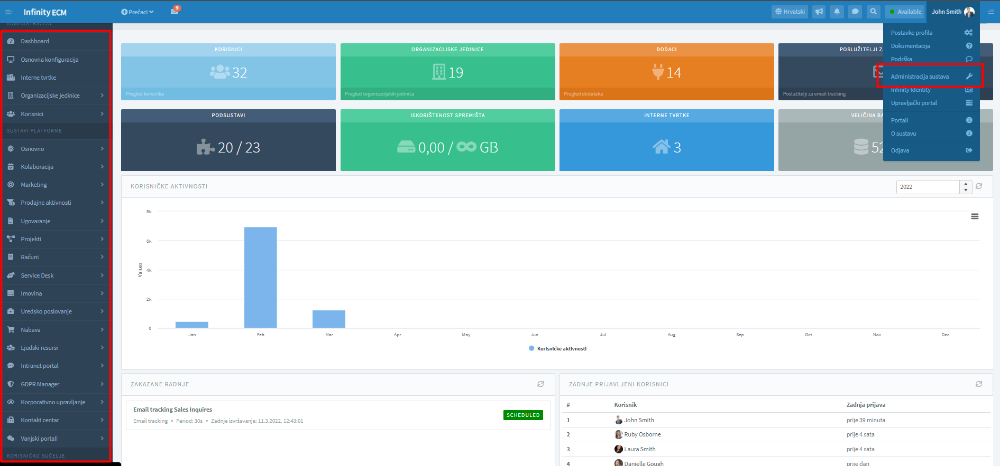 Infinity ECM
Prečaci
9
Hrvatski
Available
John Smith
ADMINISTRACIJA
Dashboard
Osnovna konfiguracija
Interne tvrtke
Organizacijske jedinice
Korisnici
SUSTAVI PLATFORME
Osnovno
Kolaboracija
Marketing
Prodajne aktivnosti
Ugovaranje
Projekti
Računi
Service Desk
Imovina
Uredsko poslovanje
Nabava
Ljudski resursi
Intranet portal
GDPR Manager
Korporativno upravljanje
Kontakt centar
Vanjski portali
KORISNIČKO SUČELJE
Postavke profila
Dokumentacija
Podrška
Administracija sustava
Infinity Identity
Upravljački portal
Portali
O sustavu
Odjava
KORISNICI
32
Pregled korisnika
ORGANIZACIJSKE JEDINICE
19
Pregled organizacijskih jedinica
DODACI
14
Pregled dodataka
POSLUŽITELJI
Poslužitelji za email tracking
PODSUSTAVI
20 / 23
ISKORIŠTENOST SPREMIŠTA
0,00 / ∞ GB
INTERNE TVRTKE
3
VELIČINA
52
KORISNIČKE AKTIVNOSTI
2022
8k
6k
4k
2k
0
Values
Jan Feb Mar Apr May Jun Jul Aug Sep Oct Nov Dec
Korisničke aktivnosti
ZAKAZANE RADNJE
Email tracking Sales Inquires
Email tracking • Period: 30s • Zadnje izvršavanje: 11.3.2022. 12:43:01
SCHEDULED
ZADNJE PRIJAVLJENI KORISNICI
# Korisnik Zadnja prijava
1 John Smith prije 39 minuta
2 Ruby Osborne prije 4 sata
3 Laura Smith prije 4 sata
4 Danielle Gough prije dan